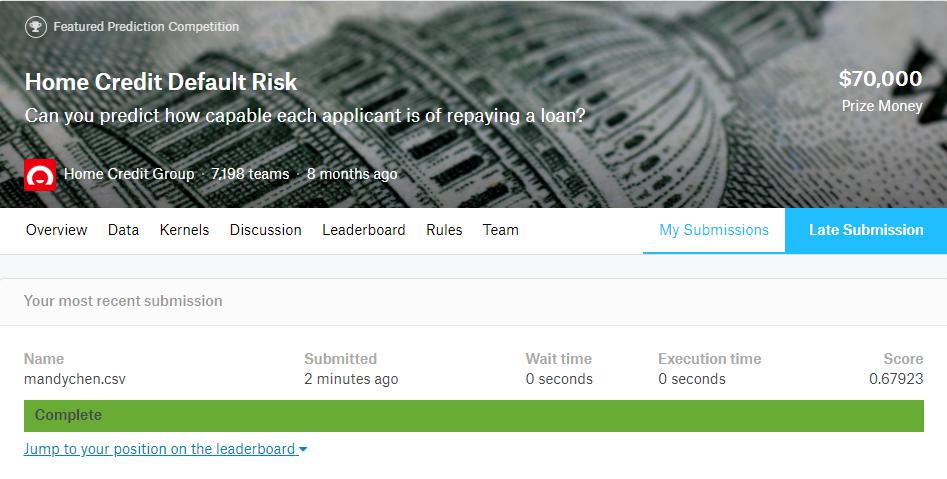 Featured Prediction Competition
Home Credit Default Risk
$70,000
Can you predict how capable each applicant is of repaying a loan?
Prize Money
Home Credit Group · 7,198 teams · 8 months ago
Overview Data Kernels Discussion Leaderboard Rules Team My Submissions Late Submission
Your most recent submission
Name Submitted Wait time Execution time Score
mandychen.csv 2 minutes ago 0 seconds 0 seconds 0.67923
Complete
Jump to your position on the leaderboard